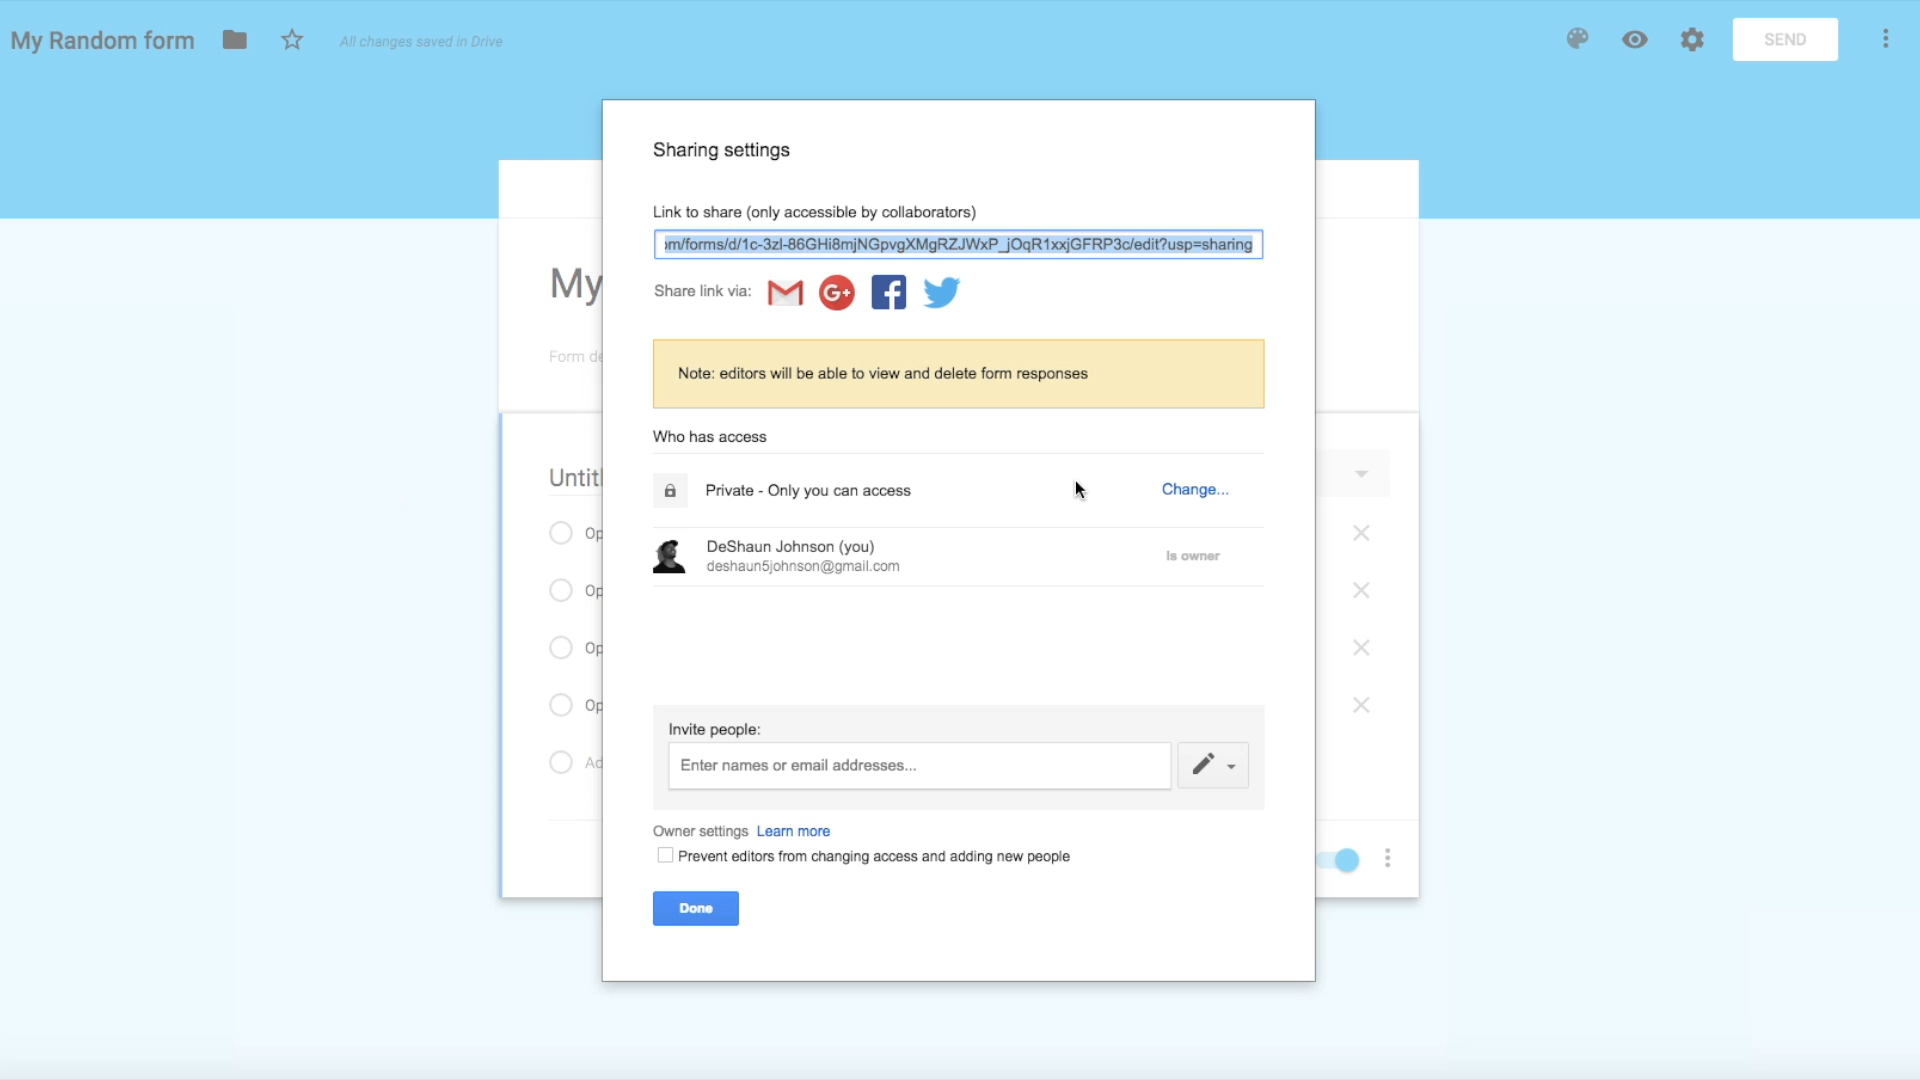 My Random form
All changes saved in Drive
SEND
Sharing settings
Link to share (only accessible by collaborators)
om/forms/d/1c-3zl-86GHi8mjNGpvgXMgRZJWxP_jOqR1xxjGFRP3c/edit?usp=sharing
My
Share link via:
G+
Form de
Note: editors will be able to view and delete form responses
Who has access
Untitl
Private - Only you can access
Change...
Op
DeShaun Johnson (you)
deshaun5johnson@gmail.com
Is owner
Op
Op
Op
Invite people:
Enter names or email addresses...
Ad
Owner settings Learn more
Prevent editors from changing access and adding new people
Done